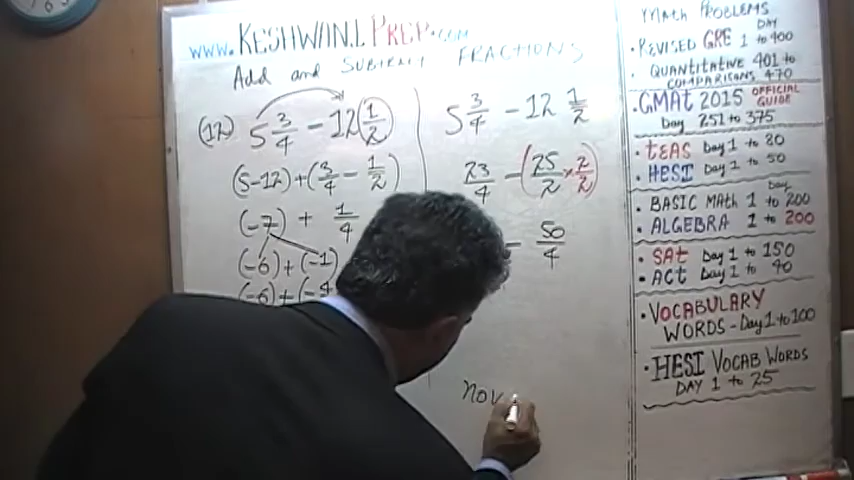 www.KESHWANI PREP.com
Add and SUBTRACT FRACTIONS
(12) 5 3/4 - 12 1/2
(5-12) + (3/4 - 1/2)
(-7) + 1/4
(-6) + (-1)
(-6) + (-4
5 3/4 - 12 1/2
23/4 - (25/2 × 2/2)
- 50/4
Nov
Math PROBLEMS
DAY
• REVISED GRE 1 to 400
• QUANTITATIVE 401 to
COMPARISONS 470
• GMAt 2015 OFFICIAL GUIDE
Day 251 to 375
• tEAS Day 1 to 80
• HESI Day 1 to 50
Day
• BASIC MAth 1 to 200
• ALGEBRA 1 to 200
• SAt Day 1 to 150
• ACt Day 1 to 40
• VOCABULARY
WORDS - Day 1 to 100
• HESI VOCAB WORDS
DAY 1 to 25